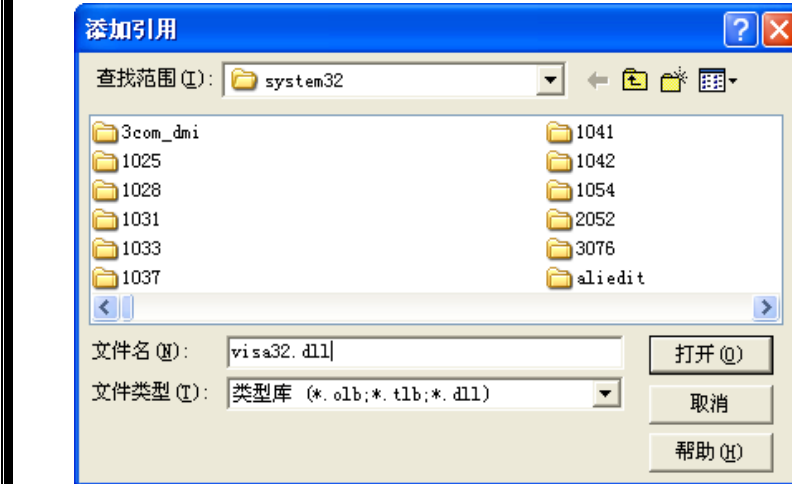 添加引用
查找范围(I): system32
3com_dmi
1025
1028
1031
1033
1037
1041
1042
1054
2052
3076
aliedit
文件名(N): visa32.dll 打开(O)
文件类型(T): 类型库 (*.olb;*.tlb;*.dll) 取消
帮助(H)